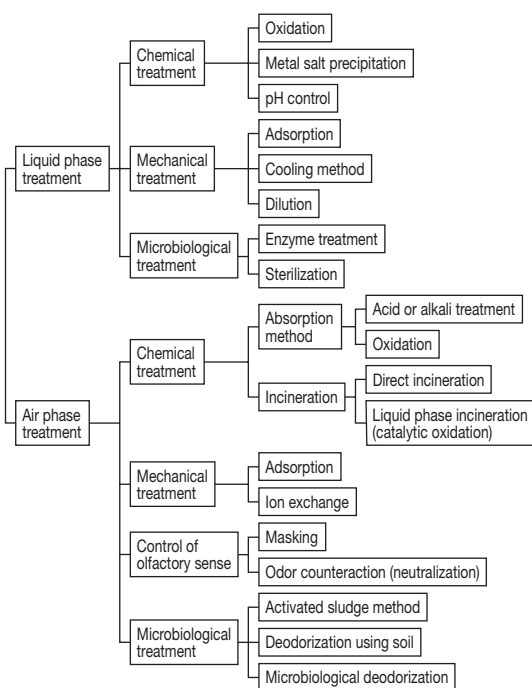 Liquid phase
treatment
Chemical
treatment
Oxidation
Metal salt precipitation
pH control
Mechanical
treatment
Adsorption
Cooling method
Dilution
Microbiological
treatment
Enzyme treatment
Sterilization
Air phase
treatment
Chemical
treatment
Absorption
method
Acid or alkali treatment
Oxidation
Incineration
Direct incineration
Liquid phase incineration
(catalytic oxidation)
Mechanical
treatment
Adsorption
Ion exchange
Control of
olfactory sense
Masking
Odor counteraction (neutralization)
Microbiological
treatment
Activated sludge method
Deodorization using soil
Microbiological deodorization